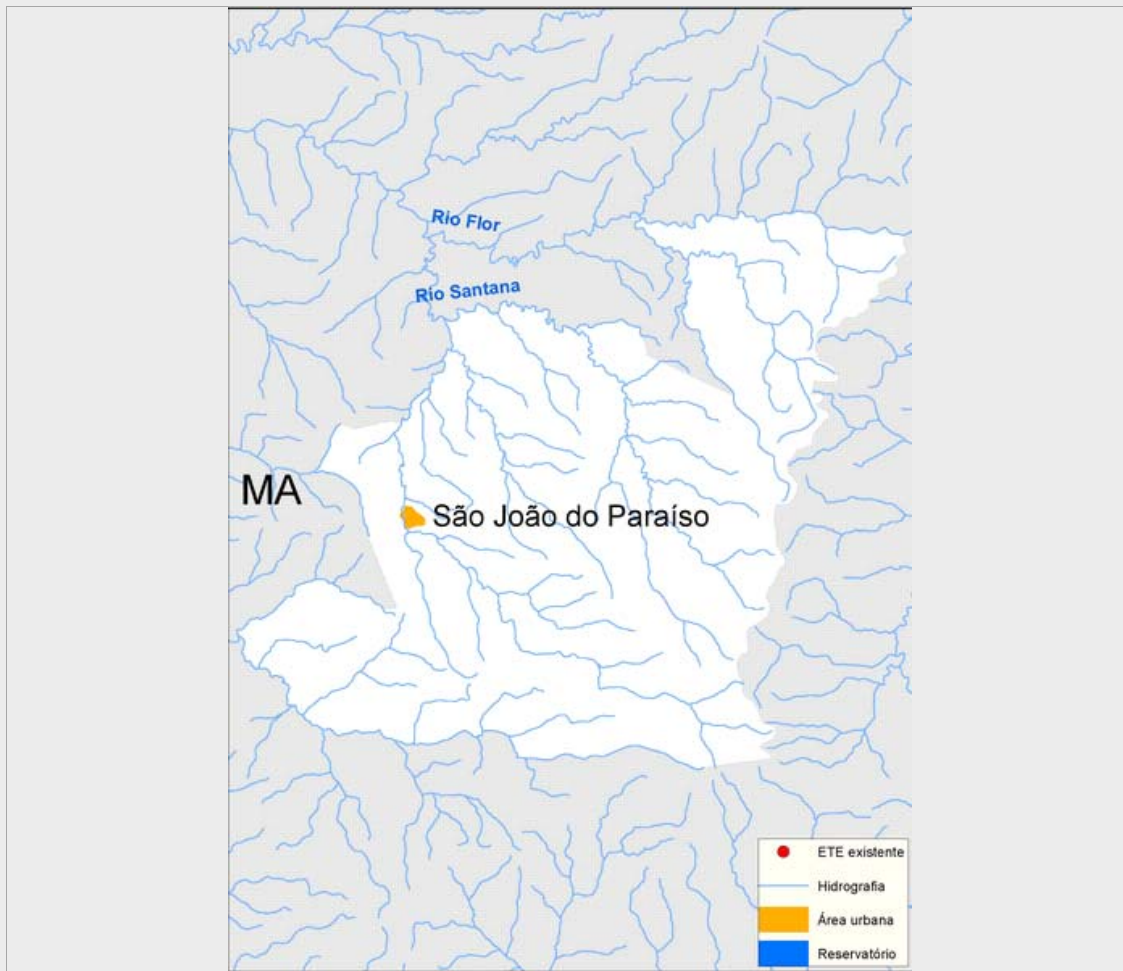 Rio Flor
Rio Santana
MA
São João do Paraíso
ETE existente
Hidrografia
Área urbana
Reservatório